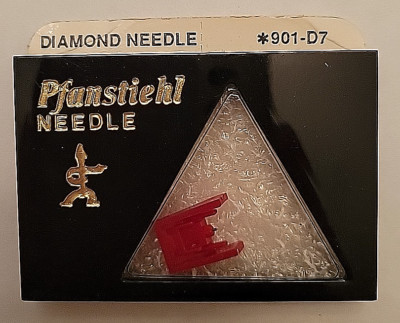 DIAMOND NEEDLE *901-D7
Pfanstiehl
NEEDLE